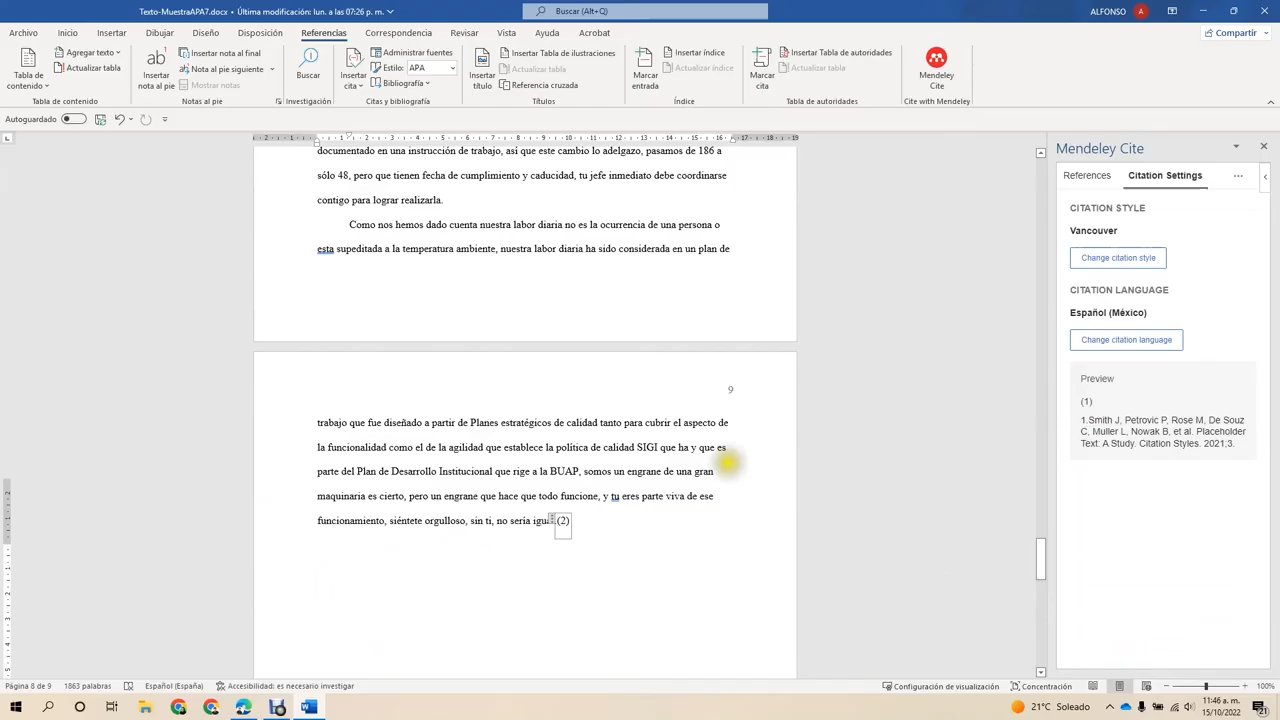 Texto-MuestraAPA7.docx • Última modificación: lun. a las 07:26 p. m.
Buscar (Alt+Q)
ALFONSO A
Archivo Inicio Insertar Dibujar Diseño Disposición Referencias Correspondencia Revisar Vista Ayuda Acrobat
Compartir
Tabla de contenido
Agregar texto
Actualizar tabla
Tabla de contenido
Insertar nota al pie
Insertar nota al final
Nota al pie siguiente
Mostrar notas
Notas al pie
Buscar
Investigación
Insertar cita
Administrar fuentes
Estilo: APA
Bibliografía
Citas y bibliografía
Insertar título
Insertar Tabla de ilustraciones
Actualizar tabla
Referencia cruzada
Títulos
Marcar entrada
Insertar índice
Actualizar índice
Índice
Marcar cita
Insertar Tabla de autoridades
Actualizar tabla
Tabla de autoridades
Mendeley Cite
Cite with Mendeley
Autoguardado
documentado en una instrucción de trabajo, así que este cambio lo adelgazo, pasamos de 186 a
sólo 48, pero que tienen fecha de cumplimiento y caducidad, tu jefe inmediato debe coordinarse
contigo para lograr realizarla.
Como nos hemos dado cuenta nuestra labor diaria no es la ocurrencia de una persona o
esta supeditada a la temperatura ambiente, nuestra labor diaria ha sido considerada en un plan de
9
trabajo que fue diseñado a partir de Planes estratégicos de calidad tanto para cubrir el aspecto de
la funcionalidad como el de la agilidad que establece la política de calidad SIGI que ha y que es
parte del Plan de Desarrollo Institucional que rige a la BUAP, somos un engrane de una gran
maquinaria es cierto, pero un engrane que hace que todo funcione, y tu eres parte viva de ese
funcionamiento, siéntete orgulloso, sin ti, no sería igual.(2)
Mendeley Cite
References Citation Settings
CITATION STYLE
Vancouver
Change citation style
CITATION LANGUAGE
Español (México)
Change citation language
Preview
(1)
1.Smith J, Petrovic P, Rose M, De Souz
C, Muller L, Nowak B, et al. Placeholder
Text: A Study. Citation Styles. 2021;3.
Página 8 de 9 1863 palabras Español (España) Accesibilidad: es necesario investigar
Configuración de visualización Concentración 100%
21°C Soleado
11:46 a. m.
15/10/2022
21